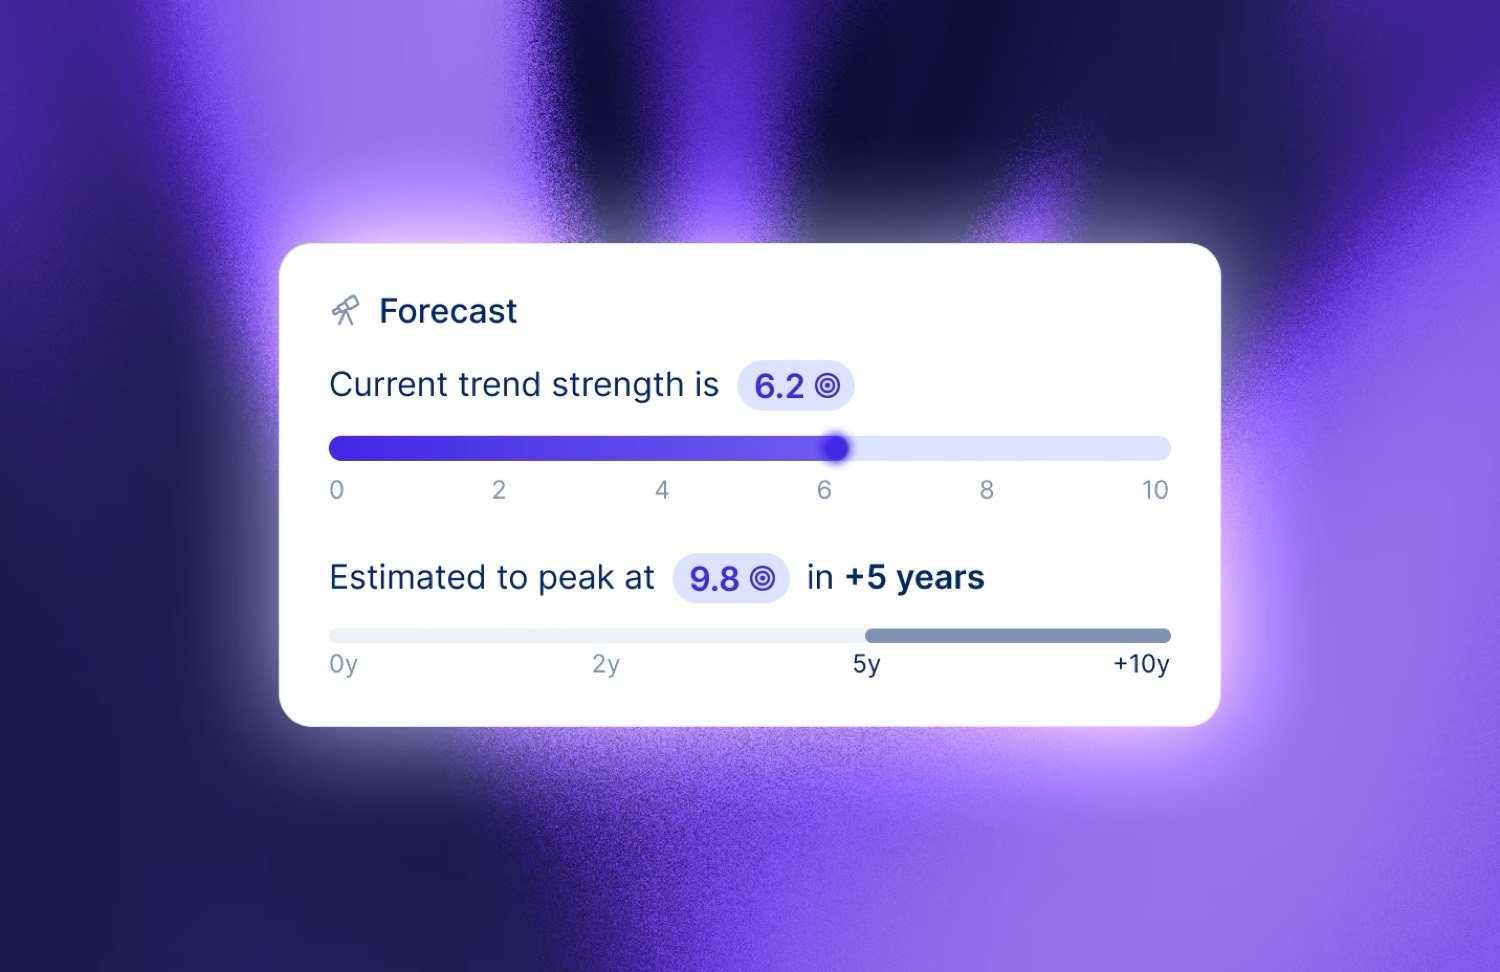 Forecast
Current trend strength is 6.2
0 2 4 6 8 10
Estimated to peak at 9.8 in +5 years
0y 2y 5y +10y